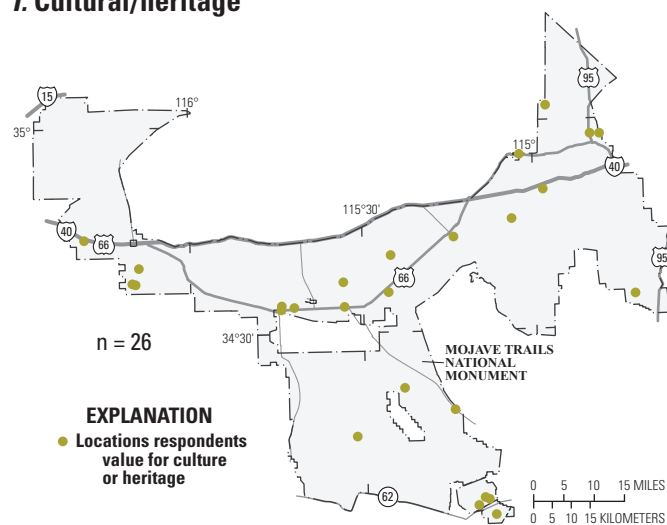 7. Cultural/heritage
15
116°
35°
95
115°
40
115°30'
40
66
66
95
34°30'
n = 26
MOJAVE TRAILS
NATIONAL
MONUMENT
EXPLANATION
Locations respondents
value for culture
or heritage
62
0 5 10 15 MILES
0 5 10 15 KILOMETERS